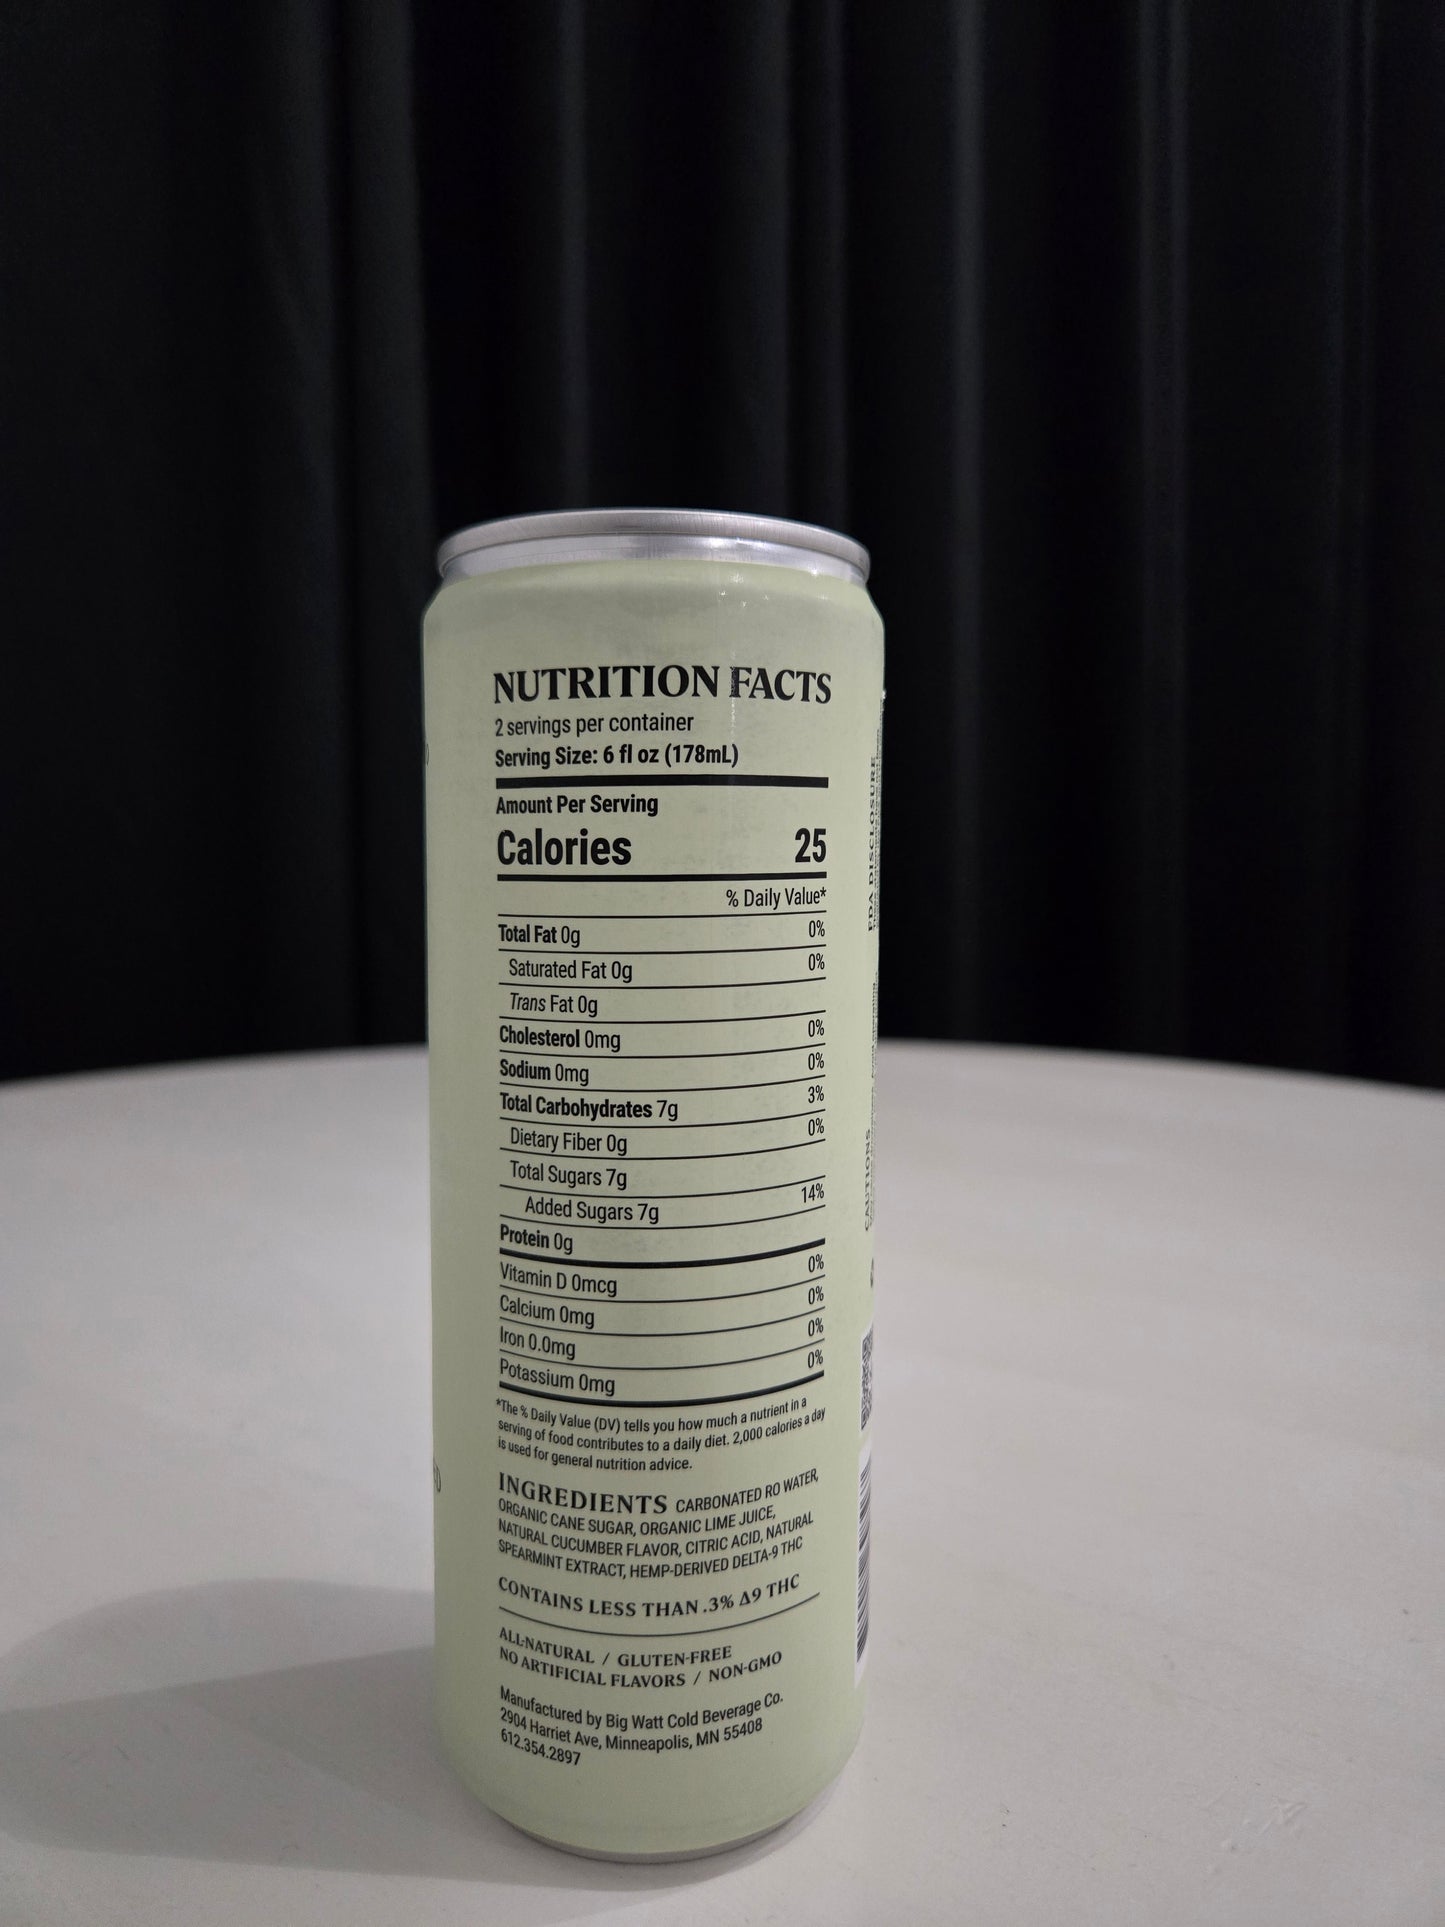 NUTRITION FACTS
2 servings per container
Serving Size: 6 fl oz (178mL)
Amount Per Serving
Calories 25
% Daily Value*
Total Fat 0g 0%
Saturated Fat 0g 0%
Trans Fat 0g
Cholesterol 0mg 0%
Sodium 0mg 0%
Total Carbohydrates 7g 3%
Dietary Fiber 0g 0%
Total Sugars 7g
Added Sugars 7g 14%
Protein 0g
Vitamin D 0mcg 0%
Calcium 0mg 0%
Iron 0.0mg 0%
Potassium 0mg 0%
*The % Daily Value (DV) tells you how much a nutrient in a
serving of food contributes to a daily diet. 2,000 calories a day
is used for general nutrition advice.
INGREDIENTS CARBONATED RO WATER,
ORGANIC CANE SUGAR, ORGANIC LIME JUICE,
NATURAL CUCUMBER FLAVOR, CITRIC ACID, NATURAL
SPEARMINT EXTRACT, HEMP-DERIVED DELTA-9 THC
CONTAINS LESS THAN .3% Δ9 THC
ALL-NATURAL / GLUTEN-FREE
NO ARTIFICIAL FLAVORS / NON-GMO
Manufactured by Big Watt Cold Beverage Co.
2904 Harriet Ave, Minneapolis, MN 55408
612.354.2897
FDA DISCLOSURE
CAUTIONS